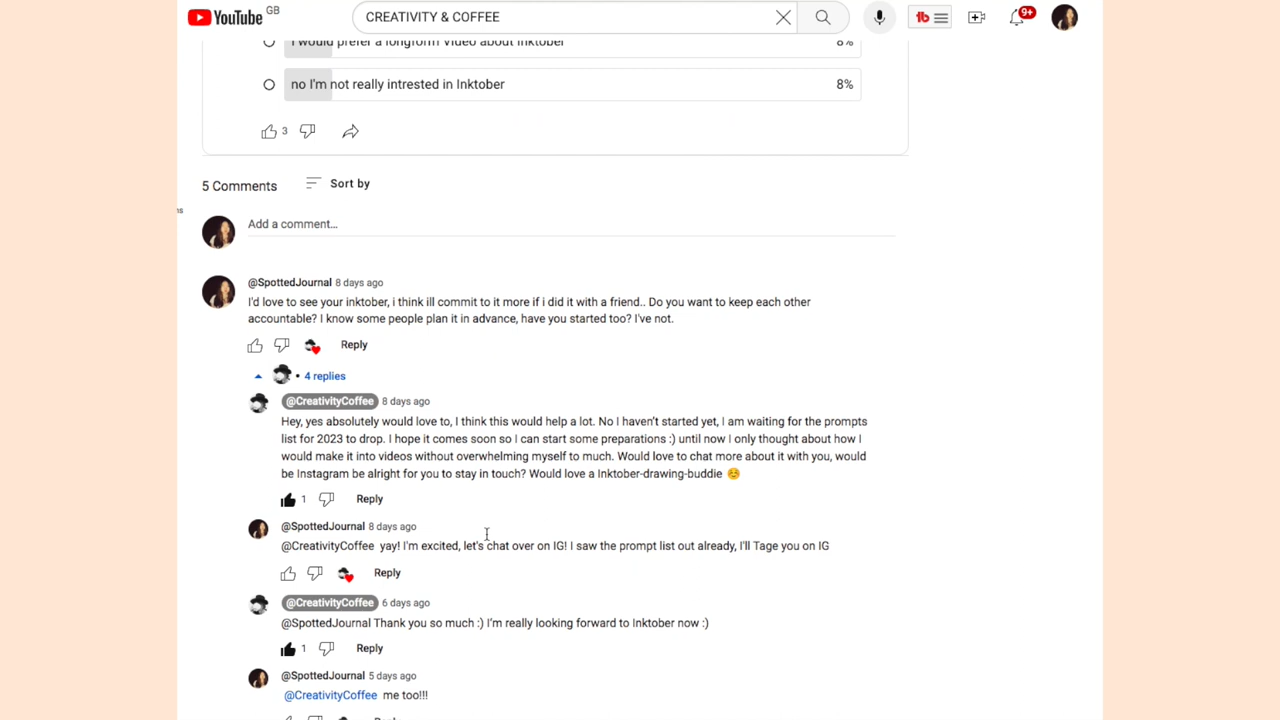 YouTube GB
CREATIVITY & COFFEE
tb
9+
I would prefer a longform Video about Inktober
8%
no I'm not really intrested in Inktober
8%
3
5 Comments
Sort by
Add a comment...
@SpottedJournal 8 days ago
I'd love to see your inktober, i think ill commit to it more if i did it with a friend.. Do you want to keep each other
accountable? I know some people plan it in advance, have you started too? I've not.
Reply
• 4 replies
@CreativityCoffee 8 days ago
Hey, yes absolutely would love to, I think this would help a lot. No I haven't started yet, I am waiting for the prompts
list for 2023 to drop. I hope it comes soon so I can start some preparations :) until now I only thought about how I
would make it into videos without overwhelming myself to much. Would love to chat more about it with you, would
be Instagram be alright for you to stay in touch? Would love a Inktober-drawing-buddie ☺️
1
Reply
@SpottedJournal 8 days ago
@CreativityCoffee yay! I'm excited, let's chat over on IG! I saw the prompt list out already, I'll Tage you on IG
Reply
@CreativityCoffee 6 days ago
@SpottedJournal Thank you so much :) I'm really looking forward to Inktober now :)
1
Reply
@SpottedJournal 5 days ago
@CreativityCoffee me too!!!